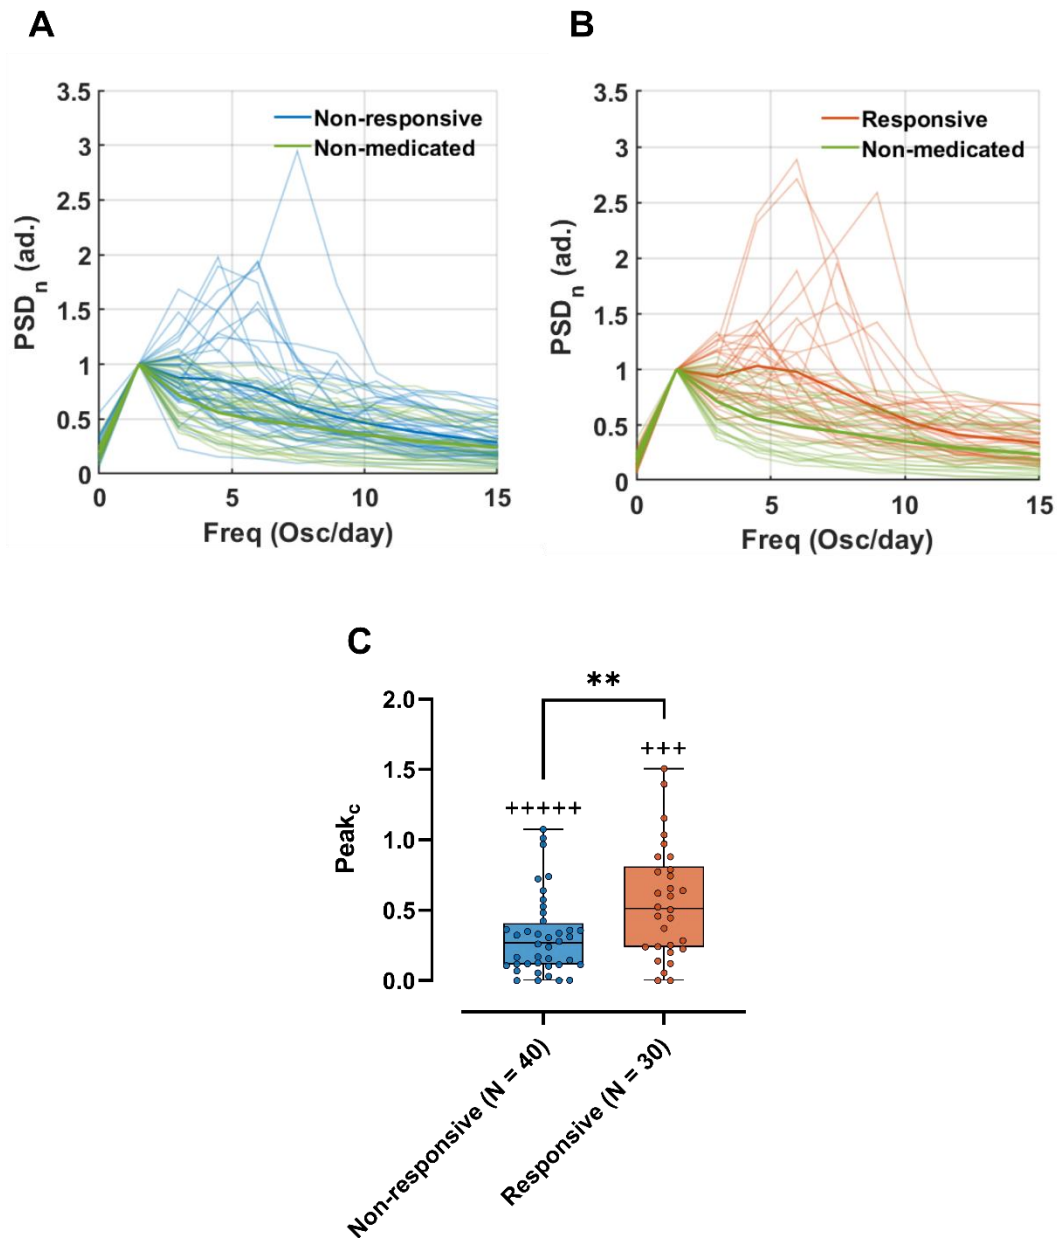 A
B
3.5
3
2.5
2
1.5
1
0.5
0
PSDn (ad.)
Non-responsive
Non-medicated
0
5
10
15
Freq (Osc/day)
3.5
3
2.5
2
1.5
1
0.5
0
PSDn (ad.)
Responsive
Non-medicated
0
5
10
15
Freq (Osc/day)
C
**
2.0
1.5
1.0
0.5
0.0
Peakc
+++++
+++
Non-responsive (N = 40)
Responsive (N = 30)